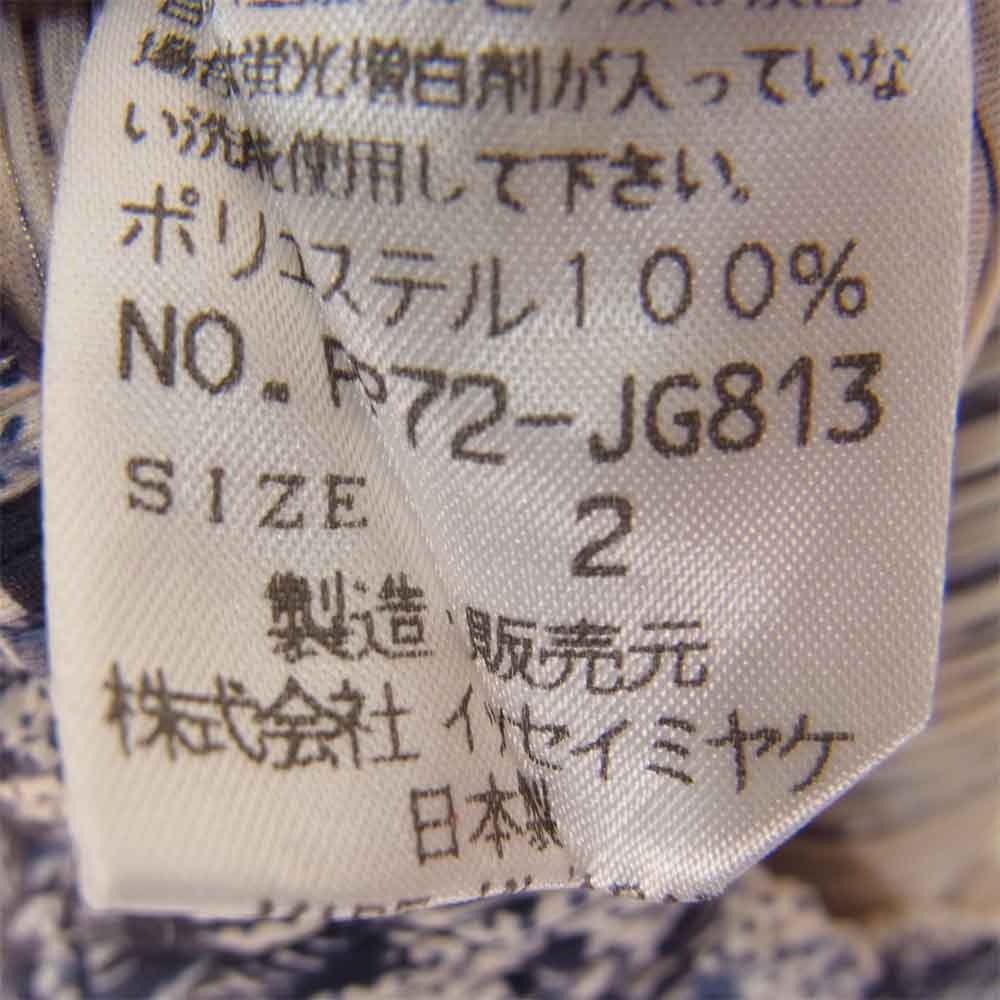 蛍光増白剤が入っていな
い洗剤を使用して下さい。
ポリエステル100%
NO. P72-JG813
SIZE 2
製造・販売元
株式会社 イッセイミヤケ
日本製